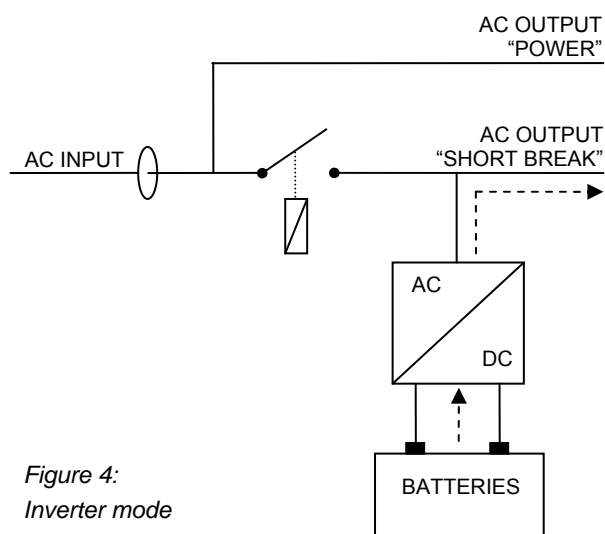 AC OUTPUT
“POWER”
AC INPUT
AC OUTPUT
“SHORT BREAK”
AC
DC
BATTERIES
Figure 4:
Inverter mode